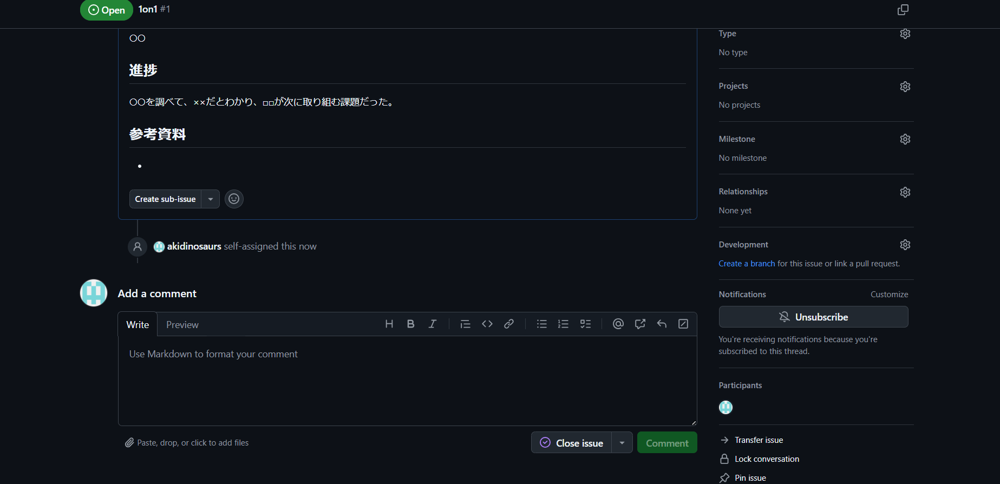 Open 1on1 #1
〇〇
進捗
〇〇を調べて、××だとわかり、□□が次に取り組む課題だった。
参考資料
•
Create sub-issue
akidinosaurs self-assigned this now
Add a comment
Write Preview
Use Markdown to format your comment
Paste, drop, or click to add files
Close issue
Comment
Type
No type
Projects
No projects
Milestone
No milestone
Relationships
None yet
Development
Create a branch for this issue or link a pull request.
Notifications Customize
Unsubscribe
You're receiving notifications because you're
subscribed to this thread.
Participants
Transfer issue
Lock conversation
Pin issue